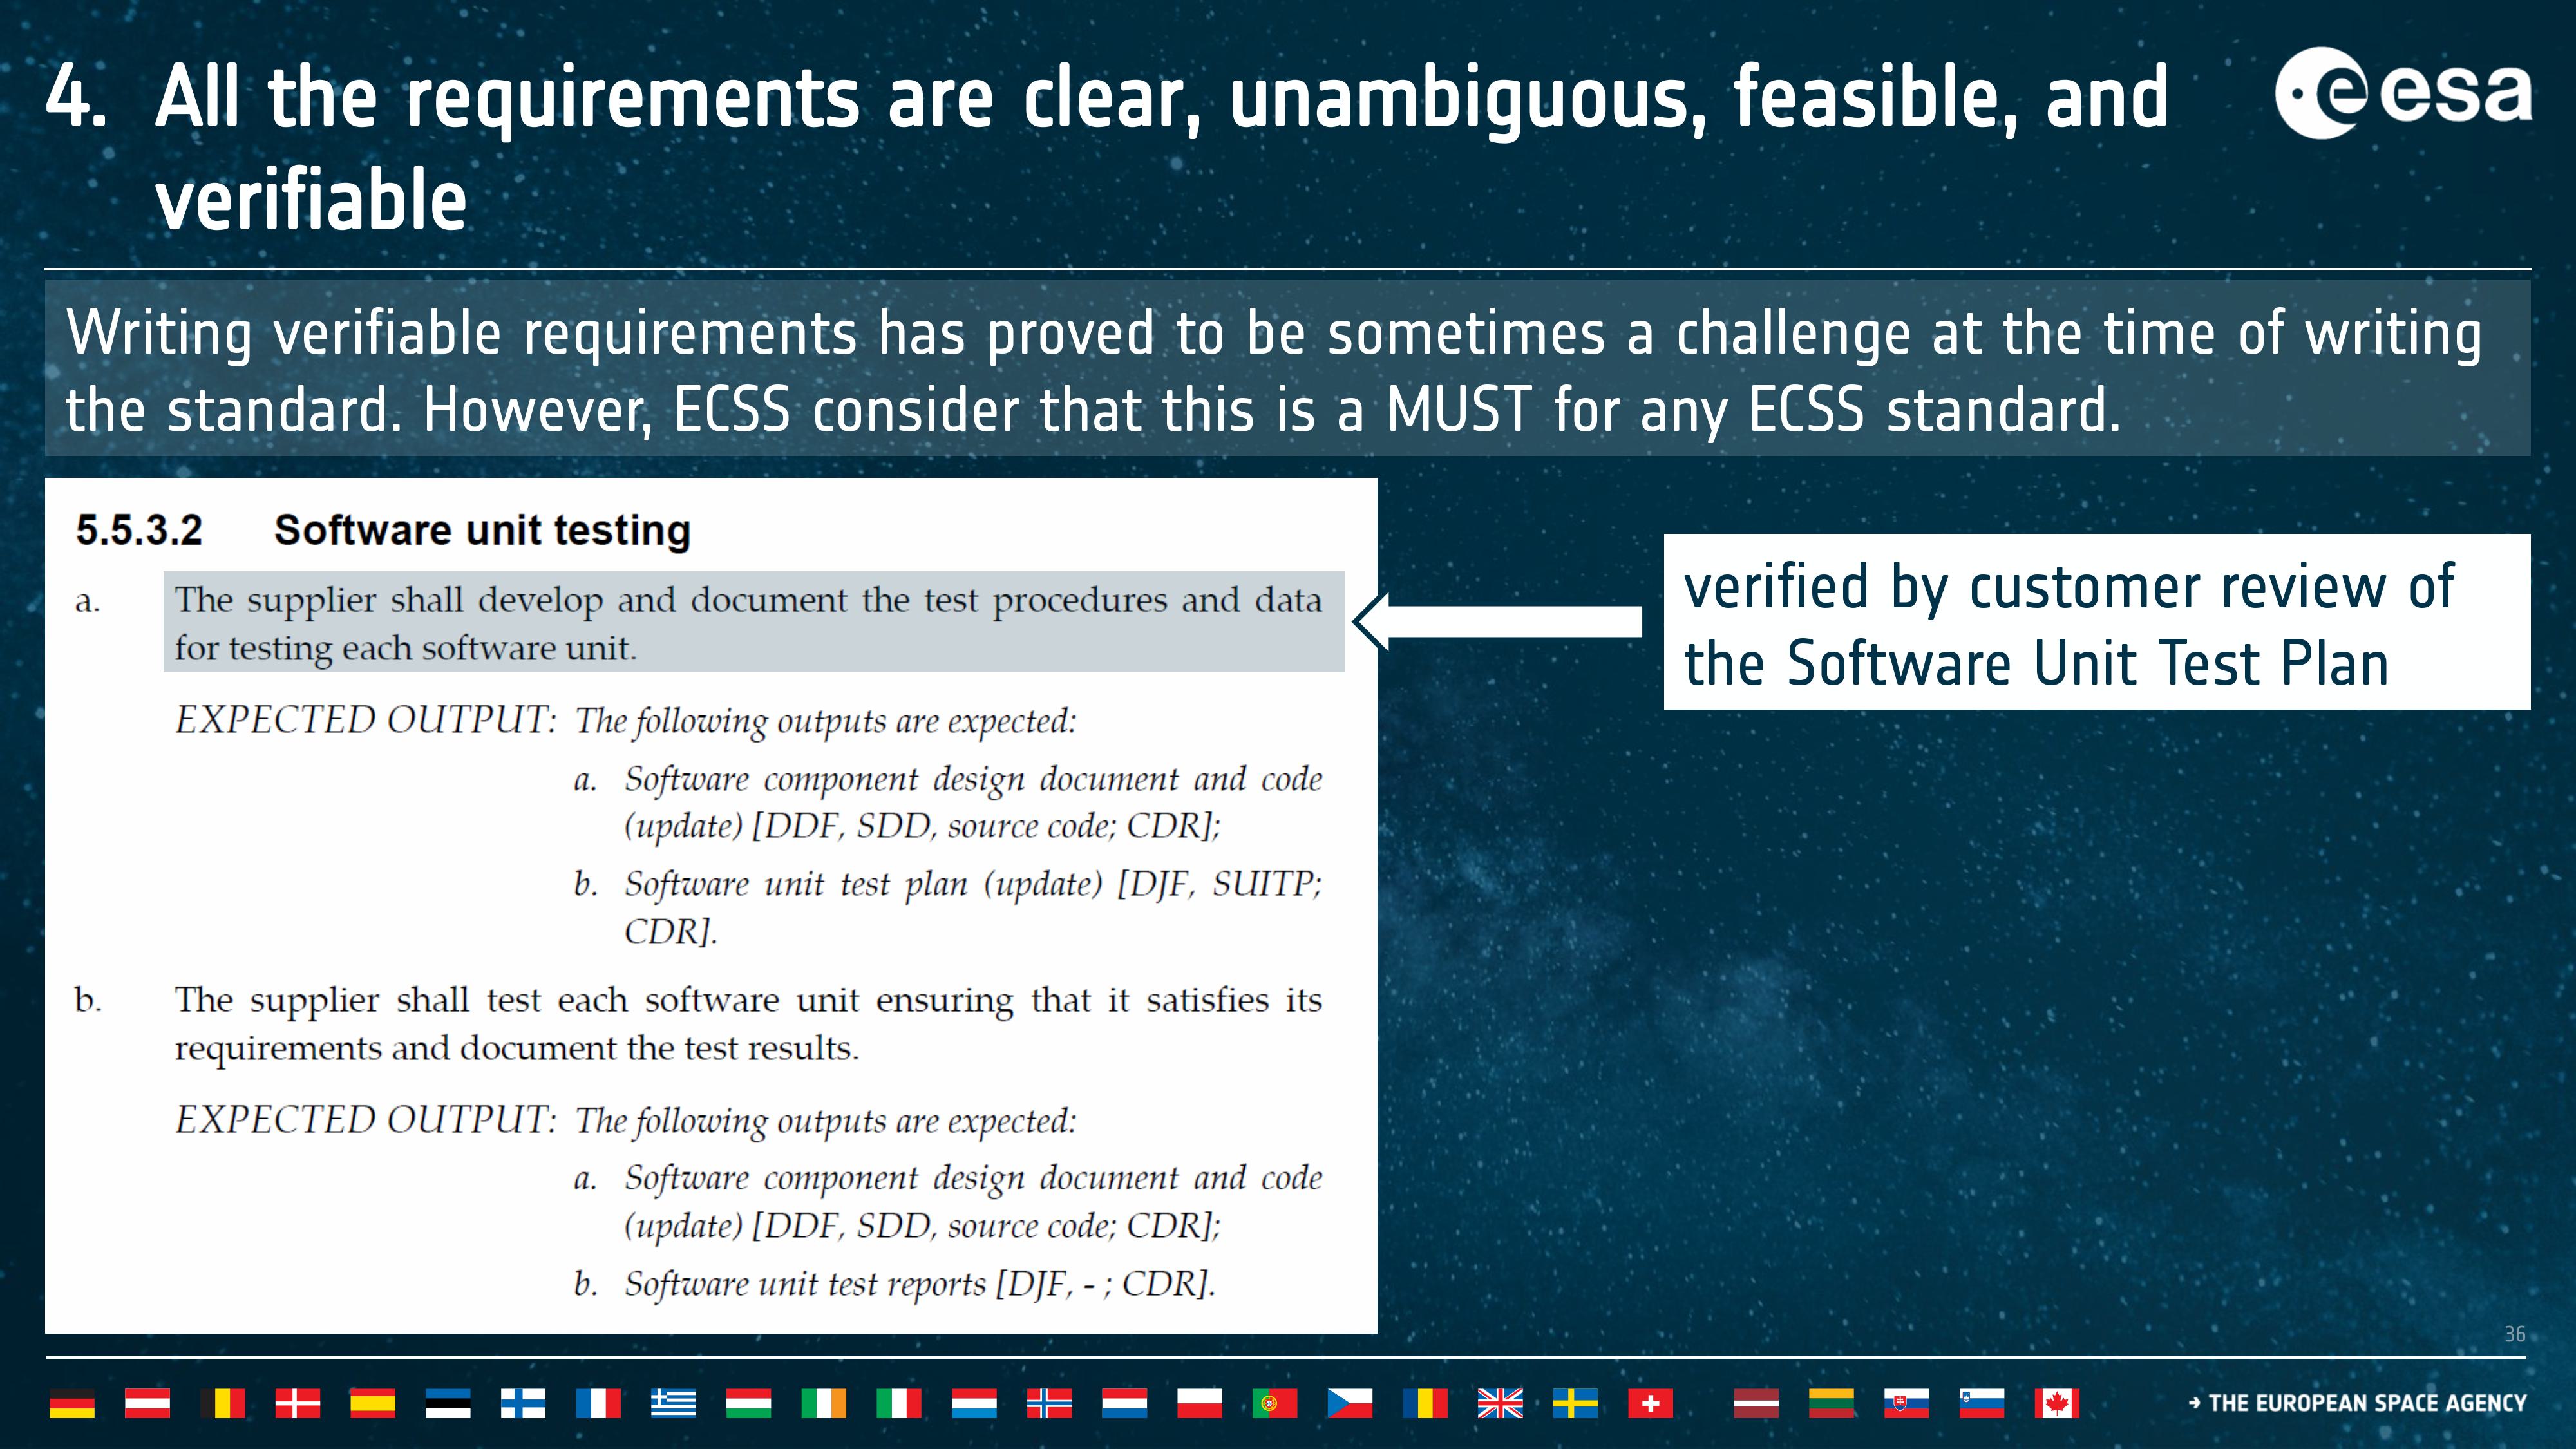 4. All the requirements are clear, unambiguous, feasible, and
verifiable
esa
Writing verifiable requirements has proved to be sometimes a challenge at the time of writing
the standard. However, ECSS consider that this is a MUST for any ECSS standard.
5.5.3.2 Software unit testing
a. The supplier shall develop and document the test procedures and data
for testing each software unit.
EXPECTED OUTPUT: The following outputs are expected:
a. Software component design document and code
(update) [DDF, SDD, source code; CDR];
b. Software unit test plan (update) [DJF, SUITP;
CDR].
b. The supplier shall test each software unit ensuring that it satisfies its
requirements and document the test results.
EXPECTED OUTPUT: The following outputs are expected:
a. Software component design document and code
(update) [DDF, SDD, source code; CDR];
b. Software unit test reports [DJF, - ; CDR].
verified by customer review of
the Software Unit Test Plan
36
→ THE EUROPEAN SPACE AGENCY